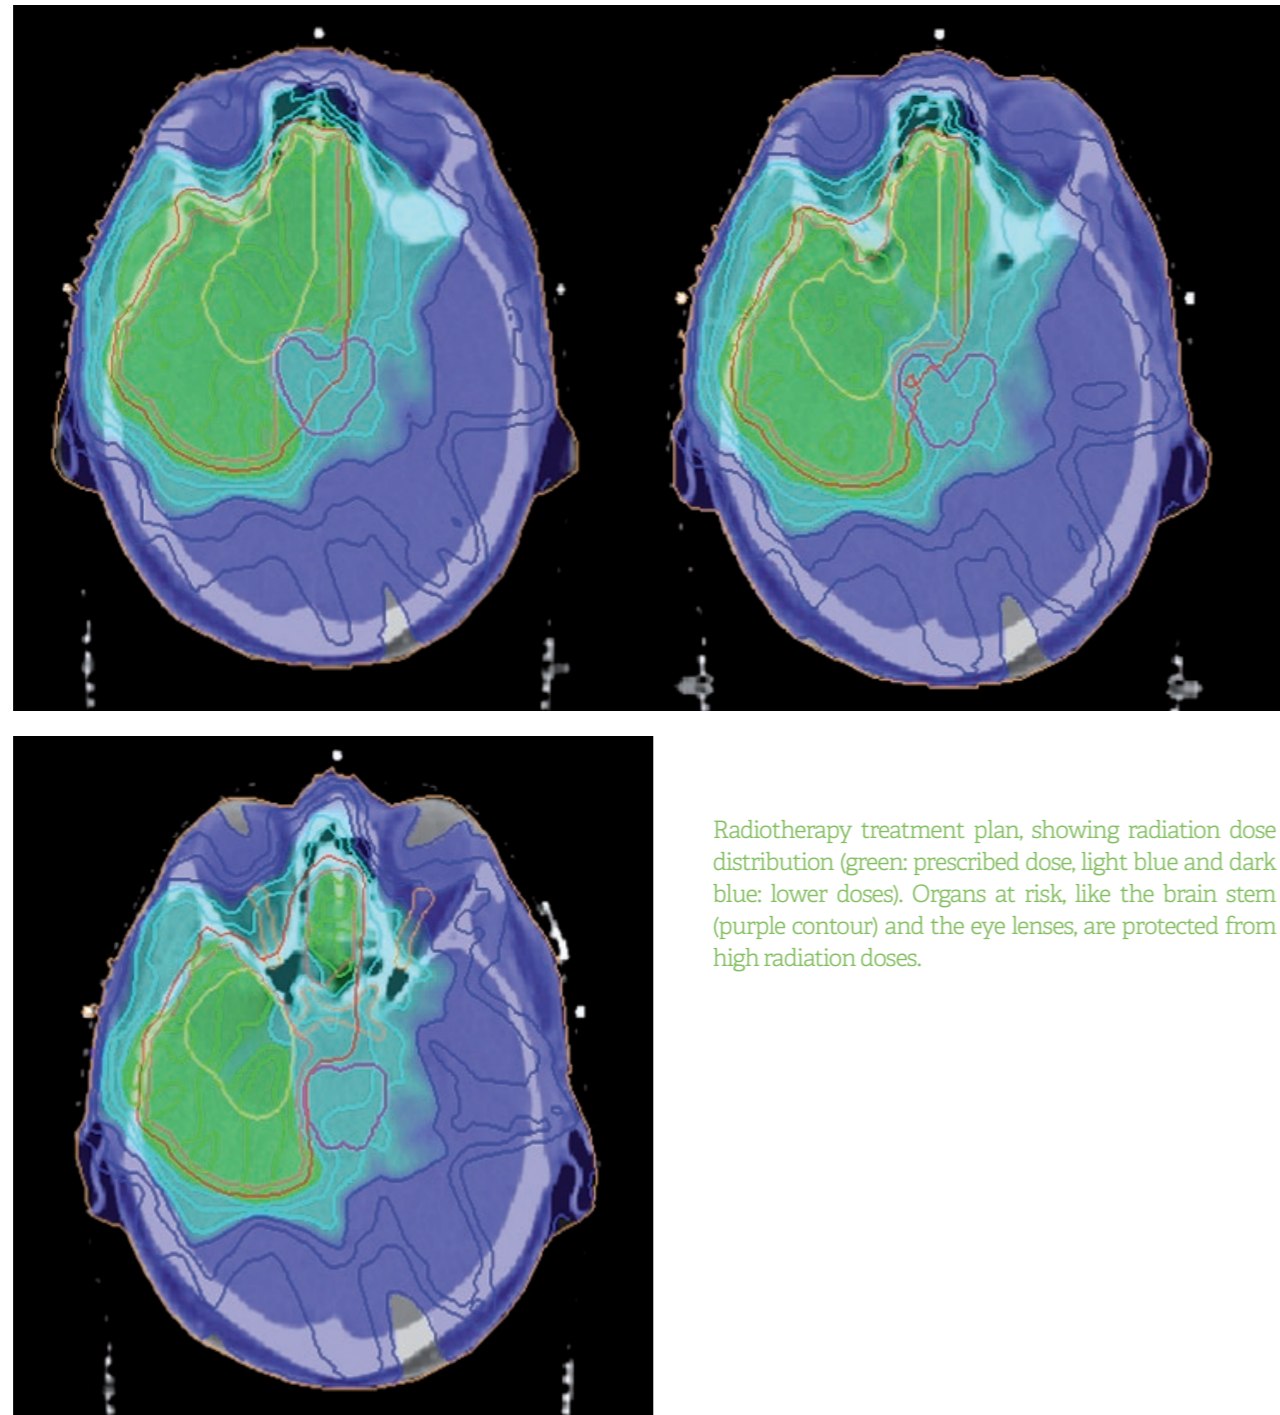 Radiotherapy treatment plan, showing radiation dose
distribution (green: prescribed dose, light blue and dark
blue: lower doses). Organs at risk, like the brain stem
(purple contour) and the eye lenses, are protected from
high radiation doses.